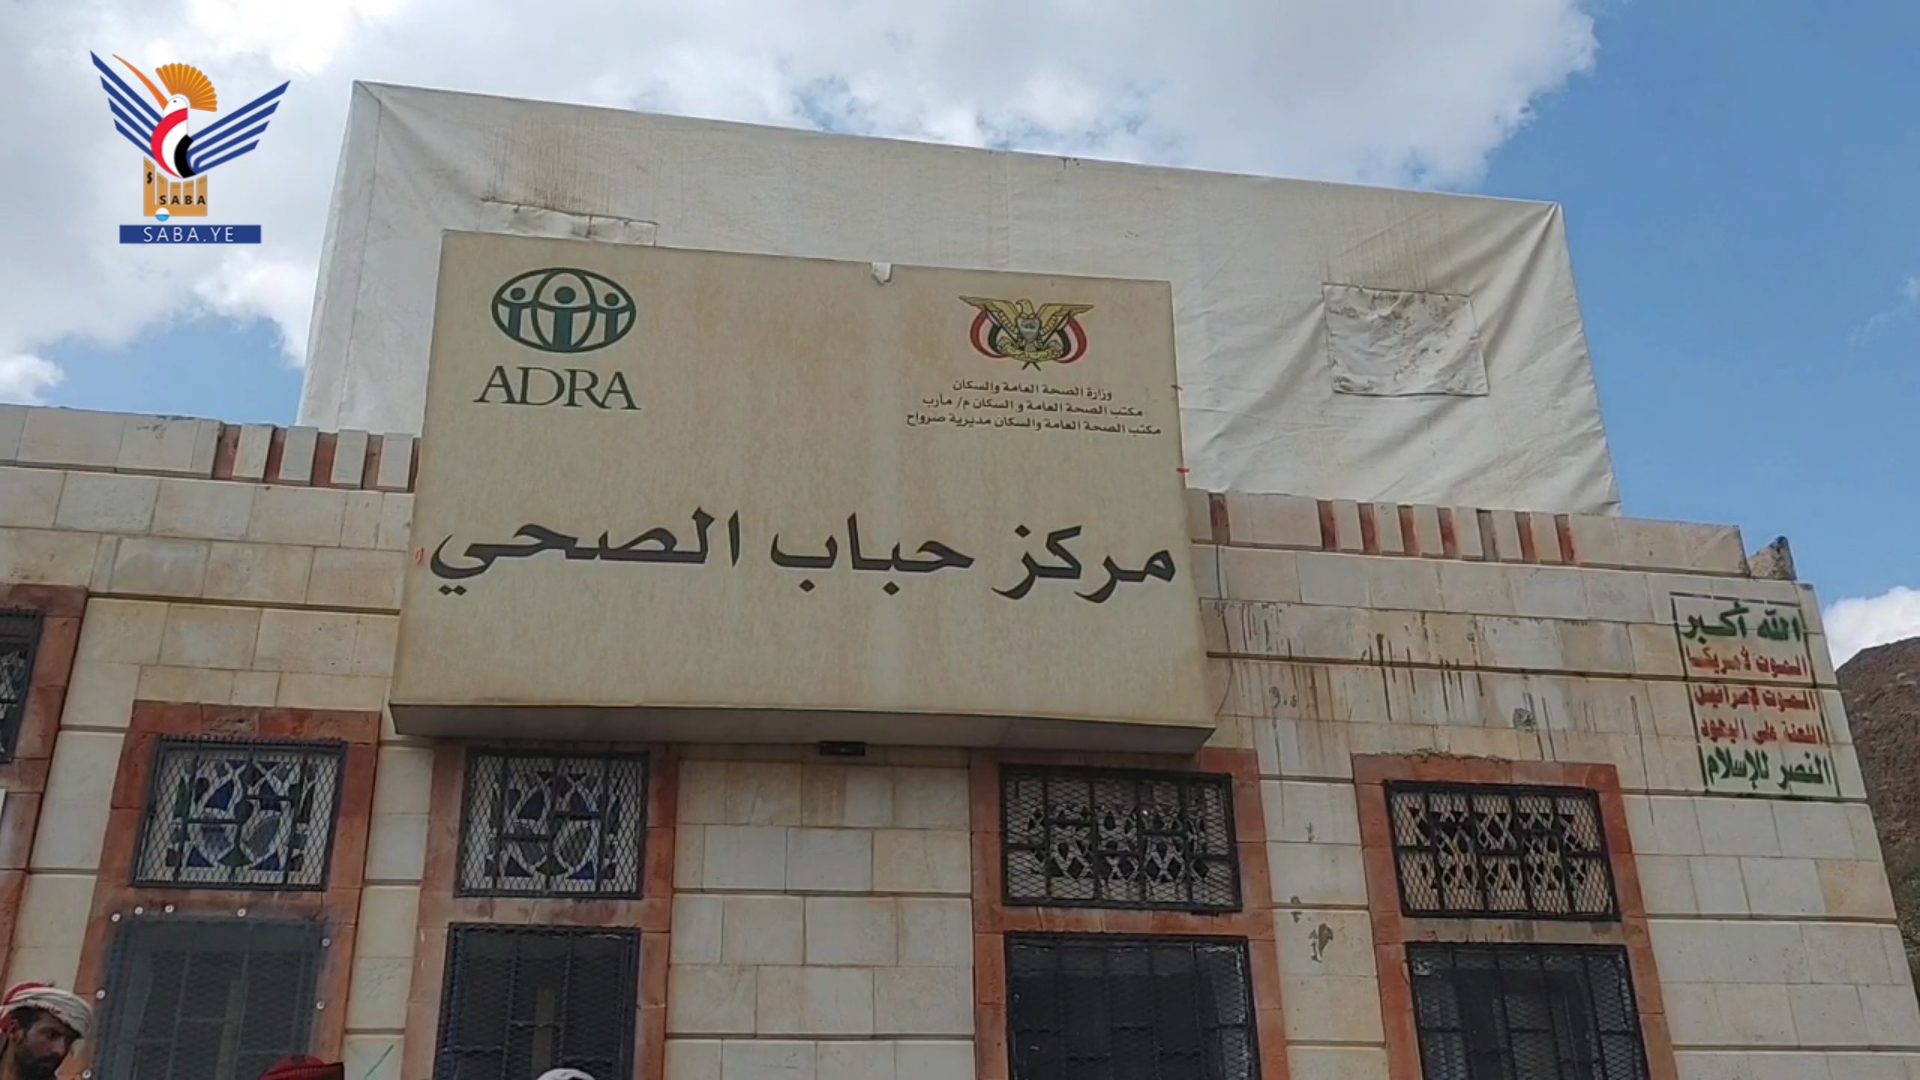 SABA
SABA.YE
ADRA
وزارة الصحة العامة والسكان
مكتب الصحة العامة و السكان م/ مأرب
مكتب الصحة العامة والسكان مديرية صرواح
مركز حباب الصحي
الله أكبر
الموت لأمريكا
الموت لإسرائيل
اللعنة على اليهود
النصر للإسلام